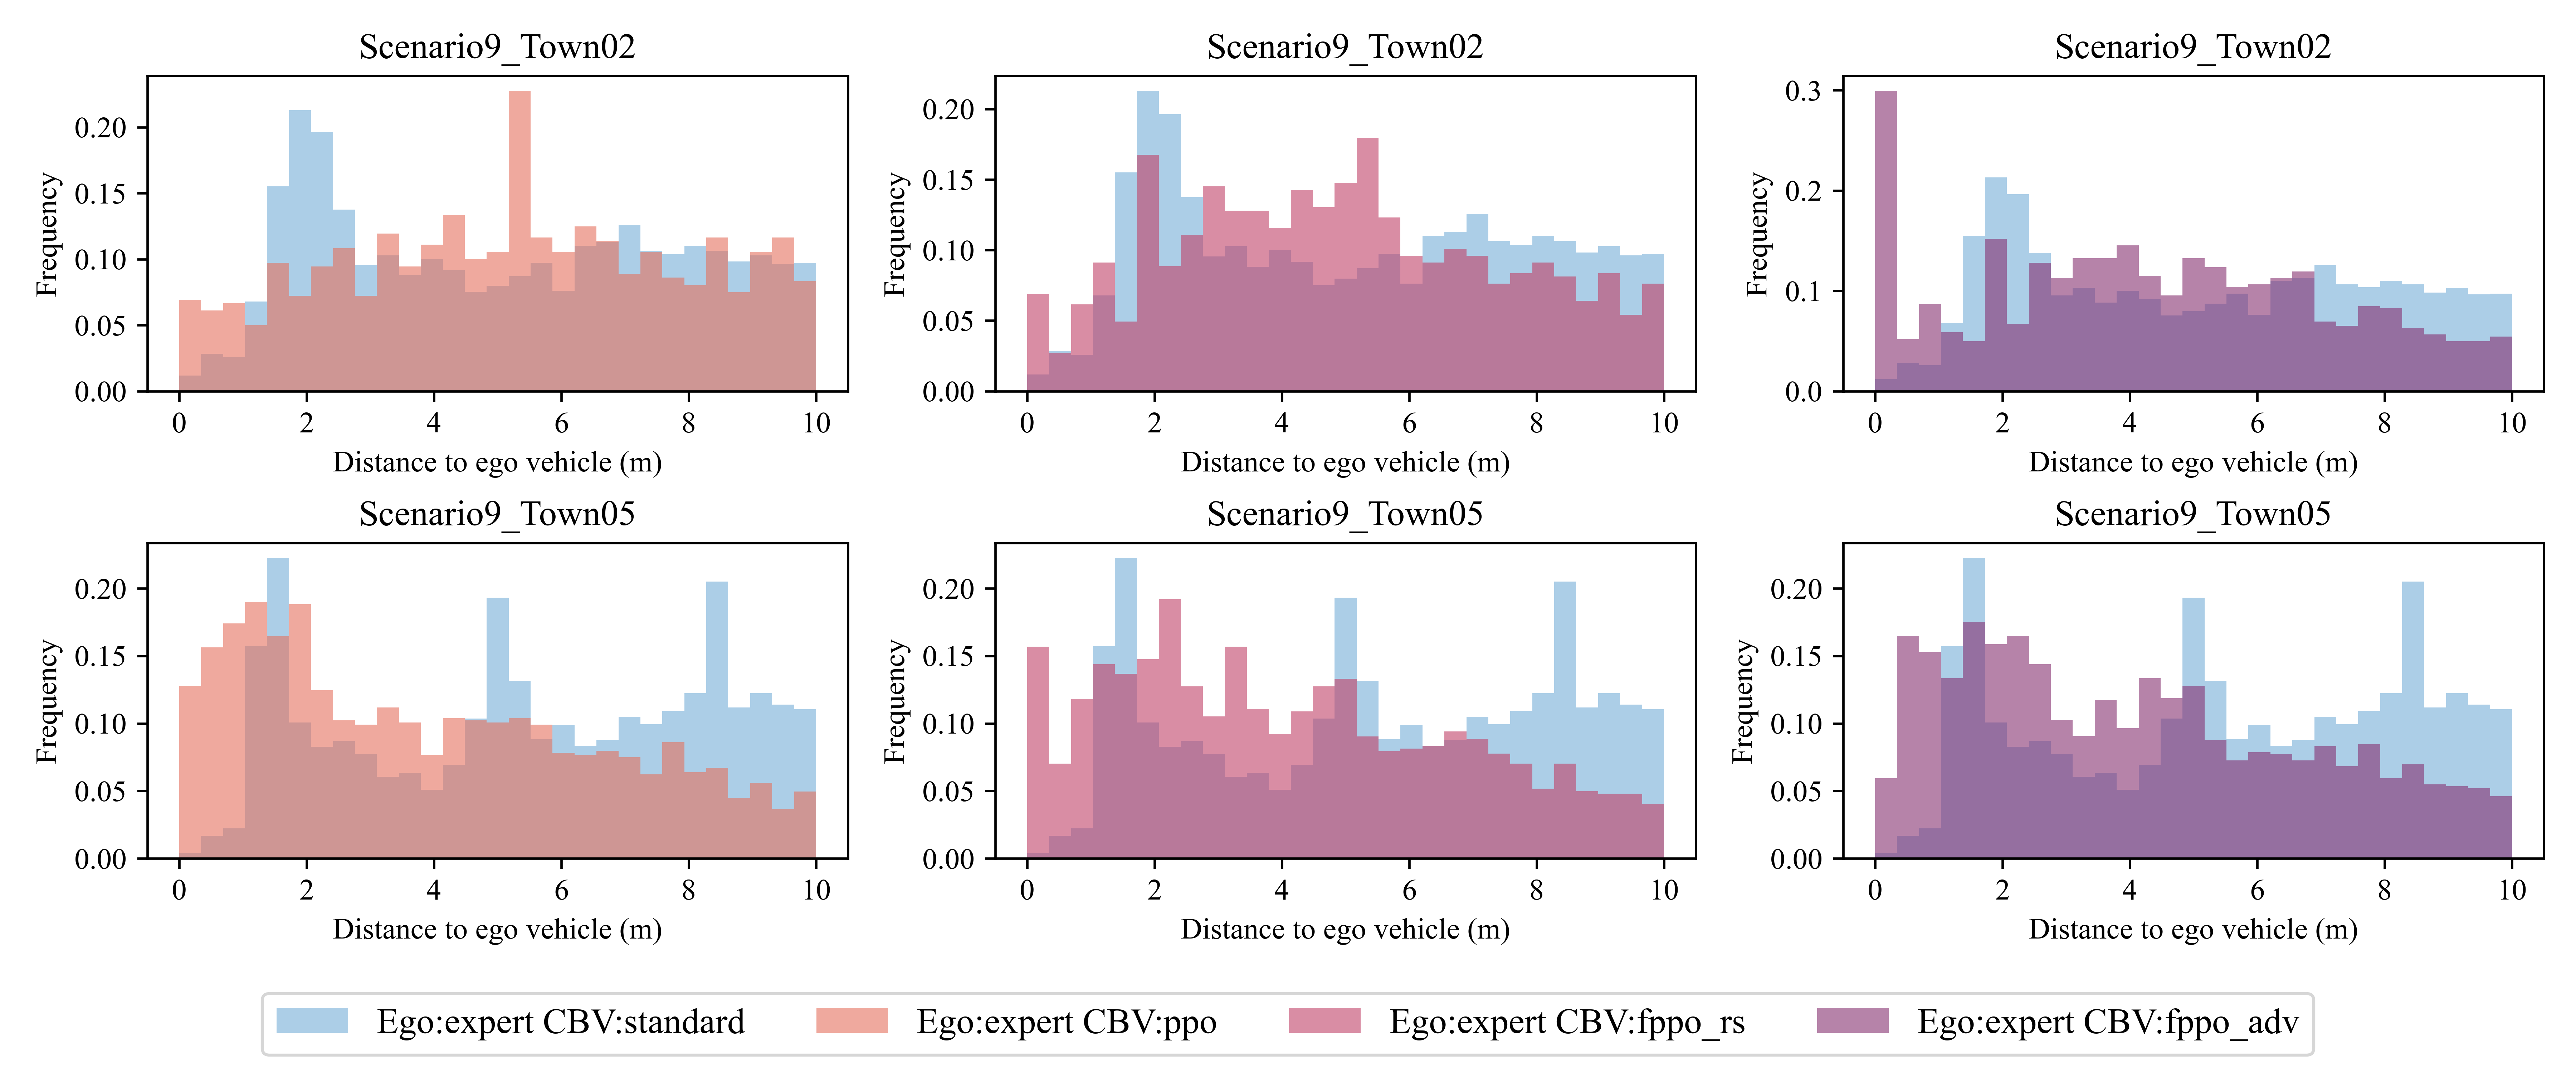 Scenario9_Town02
Scenario9_Town02
Scenario9_Town02
Frequency
0.20
0.15
0.10
0.05
0.00
0 2 4 6 8 10
Distance to ego vehicle (m)
Frequency
0.20
0.15
0.10
0.05
0.00
0 2 4 6 8 10
Distance to ego vehicle (m)
Frequency
0.3
0.2
0.1
0.0
0 2 4 6 8 10
Distance to ego vehicle (m)
Scenario9_Town05
Scenario9_Town05
Scenario9_Town05
Frequency
0.20
0.15
0.10
0.05
0.00
0 2 4 6 8 10
Distance to ego vehicle (m)
Frequency
0.20
0.15
0.10
0.05
0.00
0 2 4 6 8 10
Distance to ego vehicle (m)
Frequency
0.20
0.15
0.10
0.05
0.00
0 2 4 6 8 10
Distance to ego vehicle (m)
Ego:expert CBV:standard Ego:expert CBV:ppo Ego:expert CBV:fppo_rs Ego:expert CBV:fppo_adv